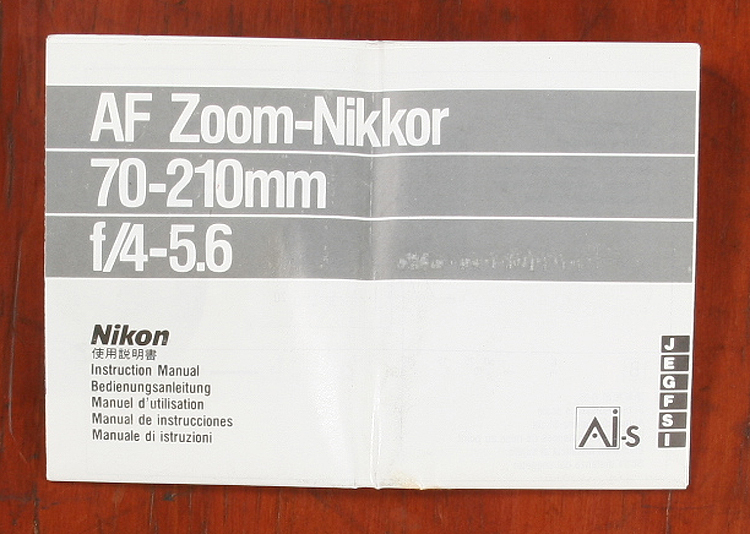 AF Zoom-Nikkor
70-210mm
f/4-5.6
Nikon
使用説明書
Instruction Manual
Bedienungsanleitung
Manuel d'utilisation
Manual de instrucciones
Manuale di istruzioni
J
E
G
F
S
I
Ai-S